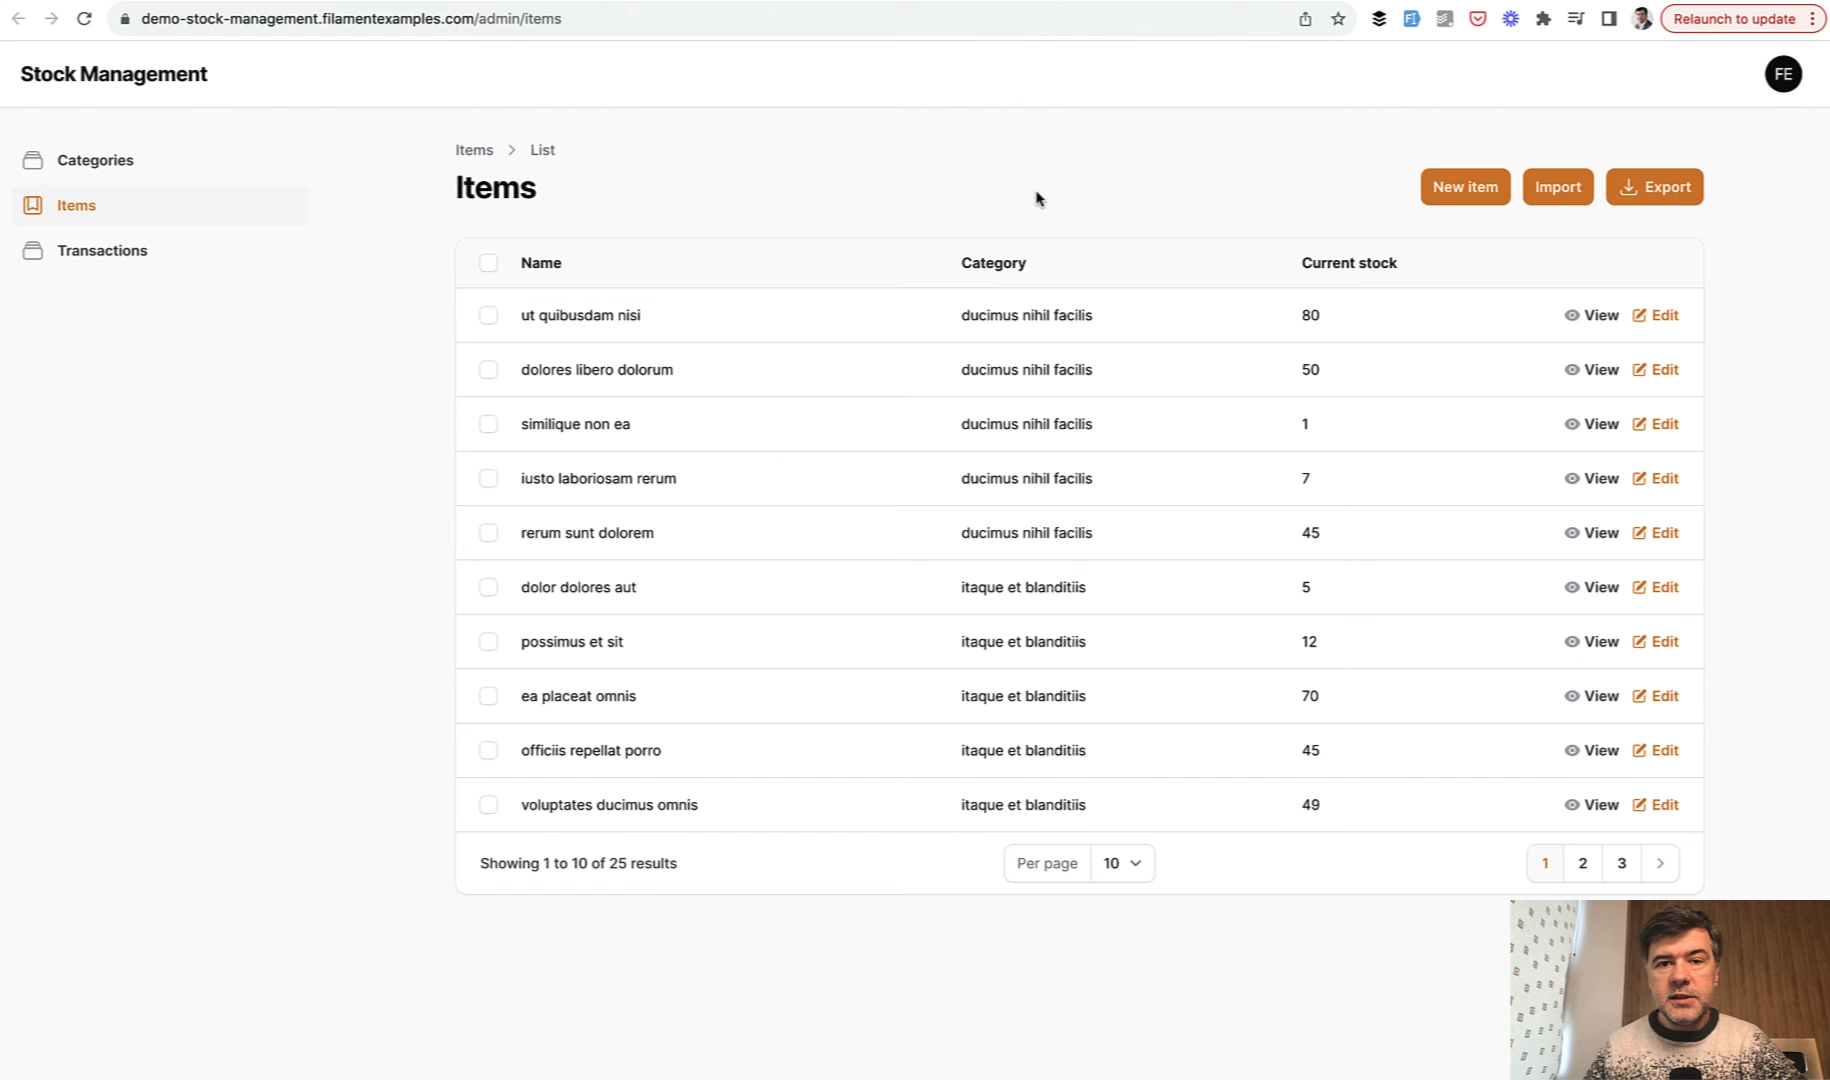 demo-stock-management.filamentexamples.com/admin/items
Relaunch to update
Stock Management
FE
Categories
Items
Transactions
Items > List
Items
New item
Import
Export
Name Category Current stock
ut quibusdam nisi ducimus nihil facilis 80 View Edit
dolores libero dolorum ducimus nihil facilis 50 View Edit
similique non ea ducimus nihil facilis 1 View Edit
iusto laboriosam rerum ducimus nihil facilis 7 View Edit
rerum sunt dolorem ducimus nihil facilis 45 View Edit
dolor dolores aut itaque et blanditiis 5 View Edit
possimus et sit itaque et blanditiis 12 View Edit
ea placeat omnis itaque et blanditiis 70 View Edit
officiis repellat porro itaque et blanditiis 45 View Edit
voluptates ducimus omnis itaque et blanditiis 49 View Edit
Showing 1 to 10 of 25 results Per page 10 1 2 3 >